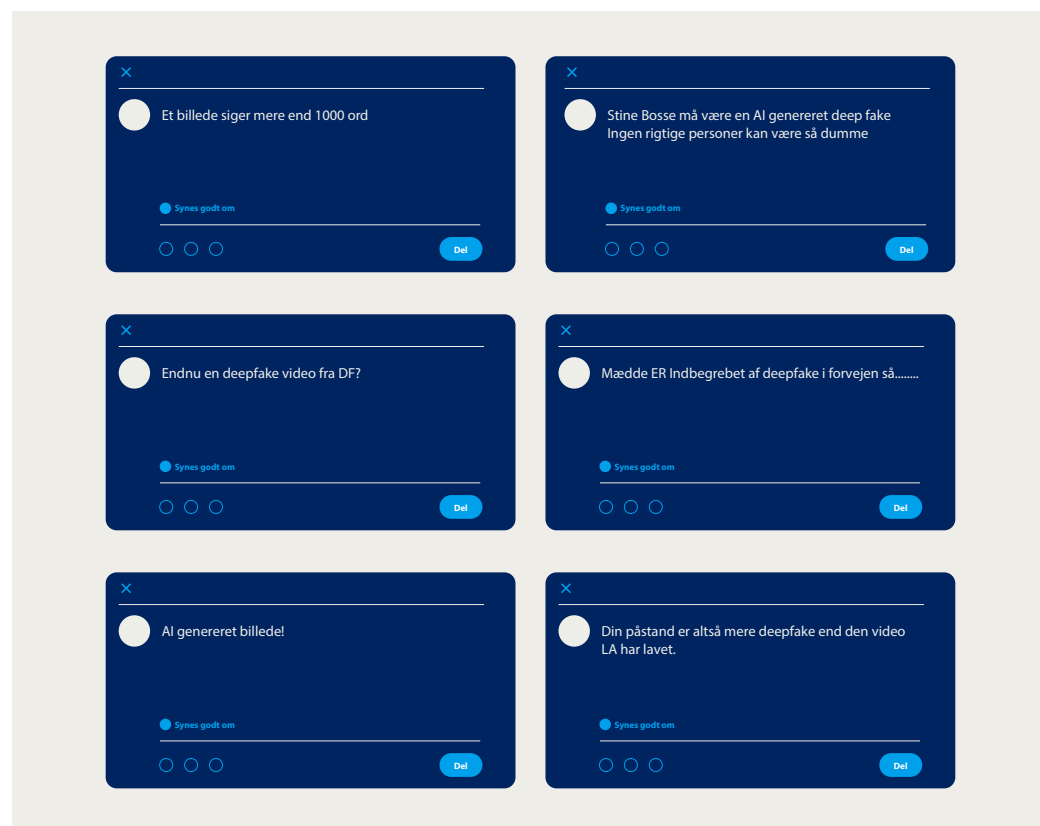 Et billede siger mere end 1000 ord
Synes godt om
Del
Stine Bosse må være en AI genereret deep fake
Ingen rigtige personer kan være så dumme
Synes godt om
Del
Endnu en deepfake video fra DF?
Synes godt om
Del
Mædde ER Indbegrebet af deepfake i forvejen så........
Synes godt om
Del
AI genereret billede!
Synes godt om
Del
Din påstand er altså mere deepfake end den video
LA har lavet.
Synes godt om
Del